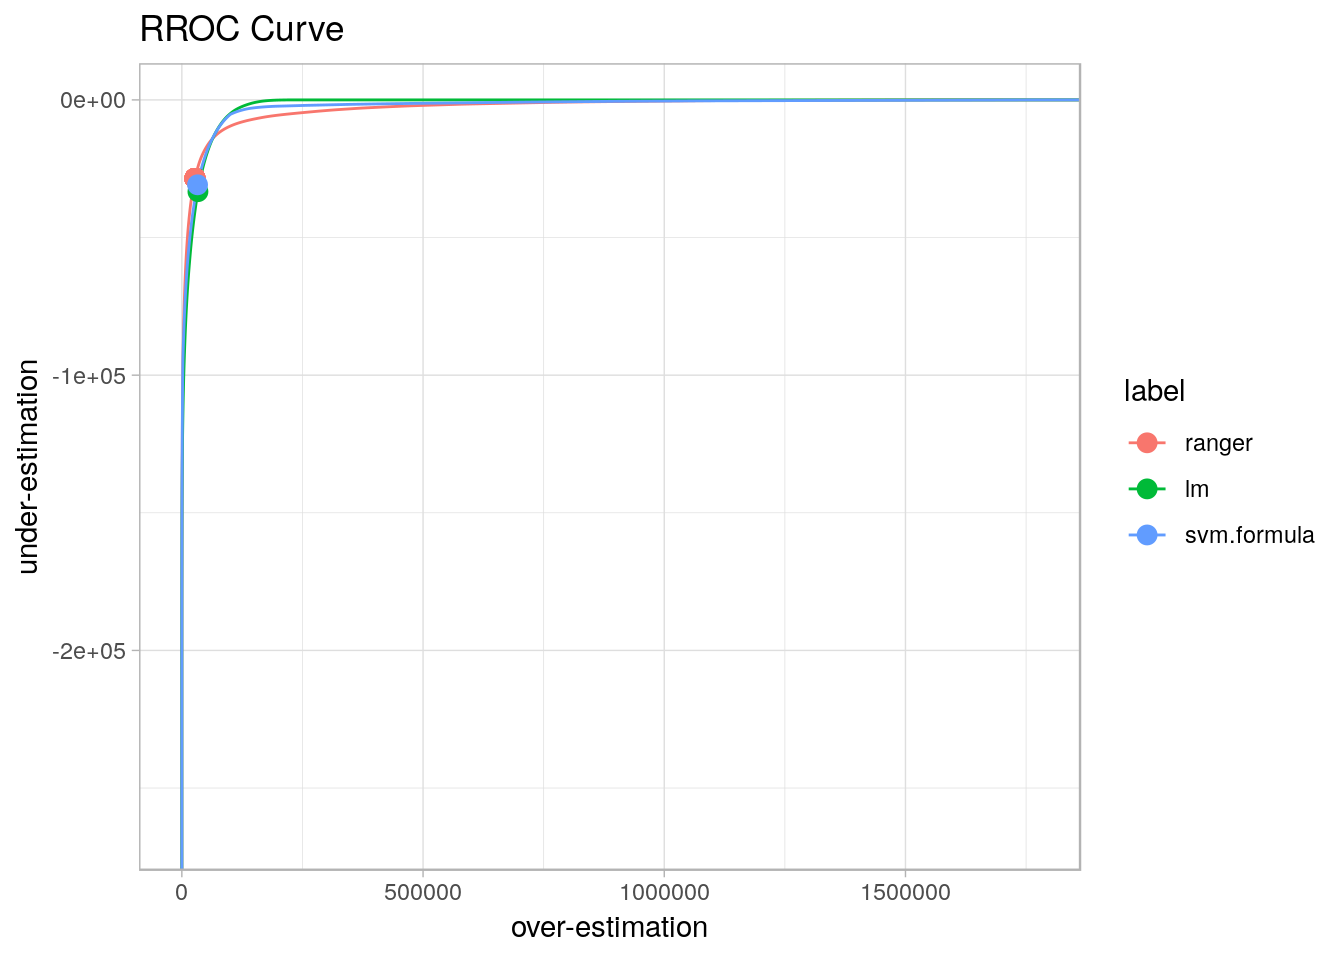 RROC Curve
0e+00
-1e+05
-2e+05
under-estimation
0
500000
1000000
1500000
over-estimation
label
ranger
lm
svm.formula